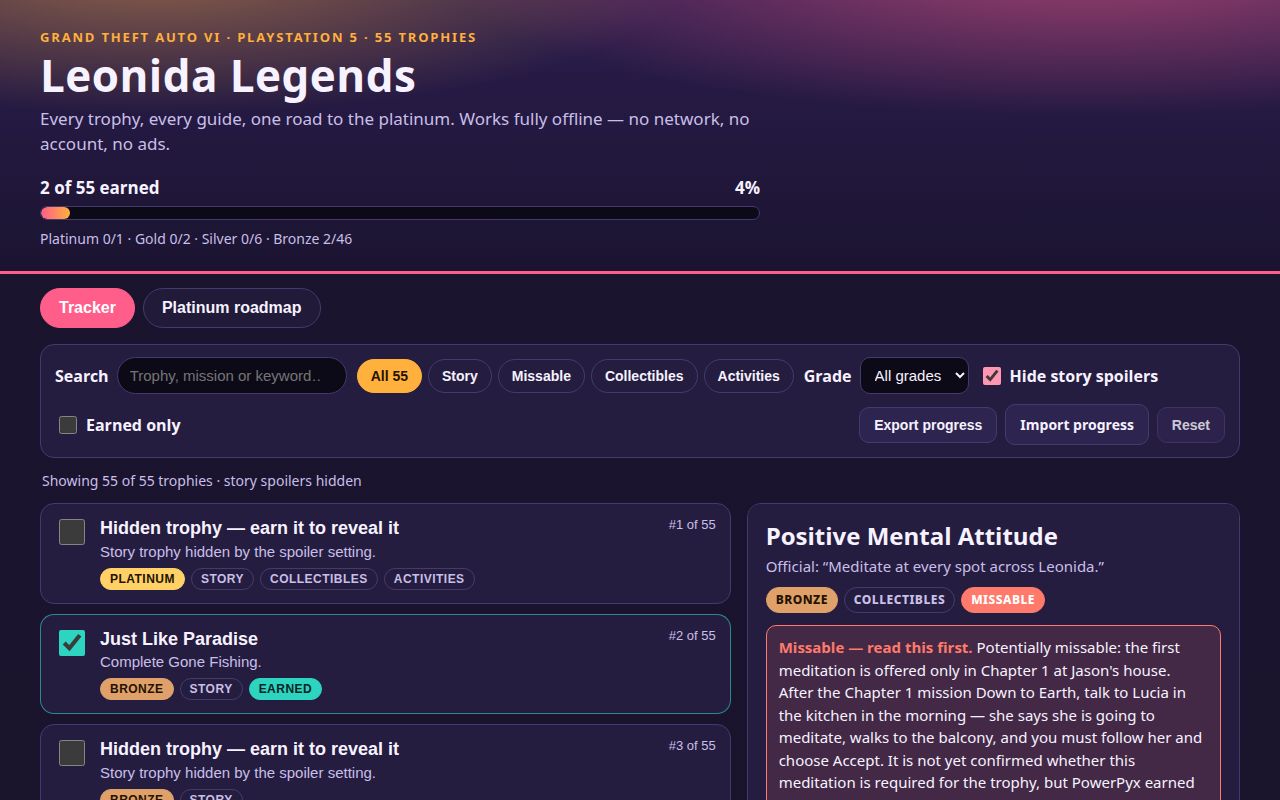 GRAND THEFT AUTO VI · PLAYSTATION 5 · 55 TROPHIES
Leonida Legends
Every trophy, every guide, one road to the platinum. Works fully offline — no network, no
account, no ads.
2 of 55 earned
4%
Platinum 0/1 · Gold 0/2 · Silver 0/6 · Bronze 2/46
Tracker
Platinum roadmap
Search
Trophy, mission or keyword..
All 55
Story
Missable
Collectibles
Activities
Grade
All grades
Hide story spoilers
Earned only
Export progress
Import progress
Reset
Showing 55 of 55 trophies · story spoilers hidden
Hidden trophy — earn it to reveal it
#1 of 55
Story trophy hidden by the spoiler setting.
PLATINUM
STORY
COLLECTIBLES
ACTIVITIES
Just Like Paradise
#2 of 55
Complete Gone Fishing.
BRONZE
STORY
EARNED
Hidden trophy — earn it to reveal it
#3 of 55
Story trophy hidden by the spoiler setting.
BRONZE
STORY
Positive Mental Attitude
Official: “Meditate at every spot across Leonida.”
BRONZE
COLLECTIBLES
MISSABLE
Missable — read this first. Potentially missable: the first
meditation is offered only in Chapter 1 at Jason's house.
After the Chapter 1 mission Down to Earth, talk to Lucia in
the kitchen in the morning — she says she is going to
meditate, walks to the balcony, and you must follow her and
choose Accept. It is not yet confirmed whether this
meditation is required for the trophy, but PowerPyx earned